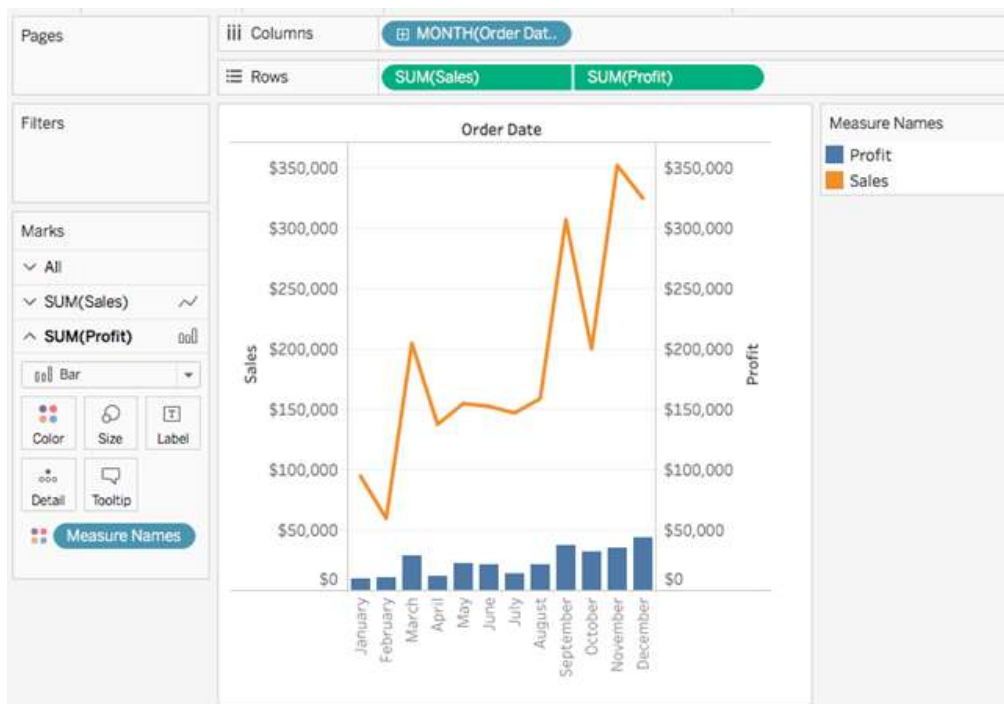 Pages
Columns
MONTH(Order Dat..
Rows
SUM(Sales)
SUM(Profit)
Filters
Marks
All
SUM(Sales)
SUM(Profit)
Bar
Color
Size
Label
Detail
Tooltip
Measure Names
Order Date
Sales
$350,000
$300,000
$250,000
$200,000
$150,000
$100,000
$50,000
$0
$350,000
$300,000
$250,000
$200,000
$150,000
$100,000
$50,000
$0
Profit
January
February
March
April
May
June
July
August
September
October
November
December
Measure Names
Profit
Sales